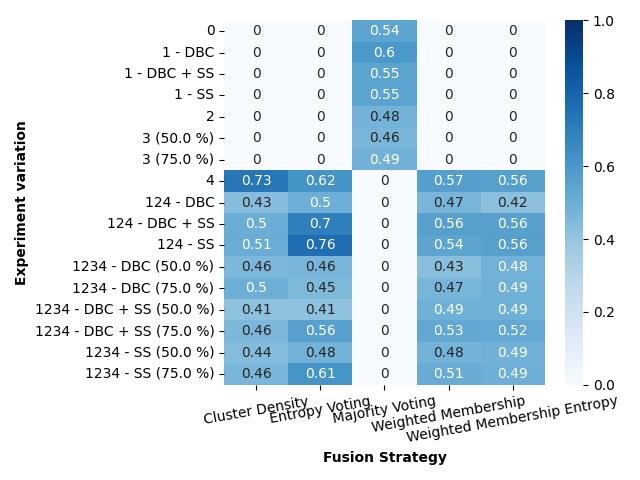 Experiment variation
0 0 0 0.54 0 0
1 - DBC 0 0 0.6 0 0
1 - DBC + SS 0 0 0.55 0 0
1 - SS 0 0 0.55 0 0
2 0 0 0.48 0 0
3 (50.0 %) 0 0 0.46 0 0
3 (75.0 %) 0 0 0.49 0 0
4 0.73 0.62 0 0.57 0.56
124 - DBC 0.43 0.5 0 0.47 0.42
124 - DBC + SS 0.5 0.7 0 0.56 0.56
124 - SS 0.51 0.76 0 0.54 0.56
1234 - DBC (50.0 %) 0.46 0.46 0 0.43 0.48
1234 - DBC (75.0 %) 0.5 0.45 0 0.47 0.49
1234 - DBC + SS (50.0 %) 0.41 0.41 0 0.49 0.49
1234 - DBC + SS (75.0 %) 0.46 0.56 0 0.53 0.52
1234 - SS (50.0 %) 0.44 0.48 0 0.48 0.49
1234 - SS (75.0 %) 0.46 0.61 0 0.51 0.49
Cluster Density
Entropy Voting
Majority Voting
Weighted Membership
Weighted Membership Entropy
Fusion Strategy
1.0
0.8
0.6
0.4
0.2
0.0